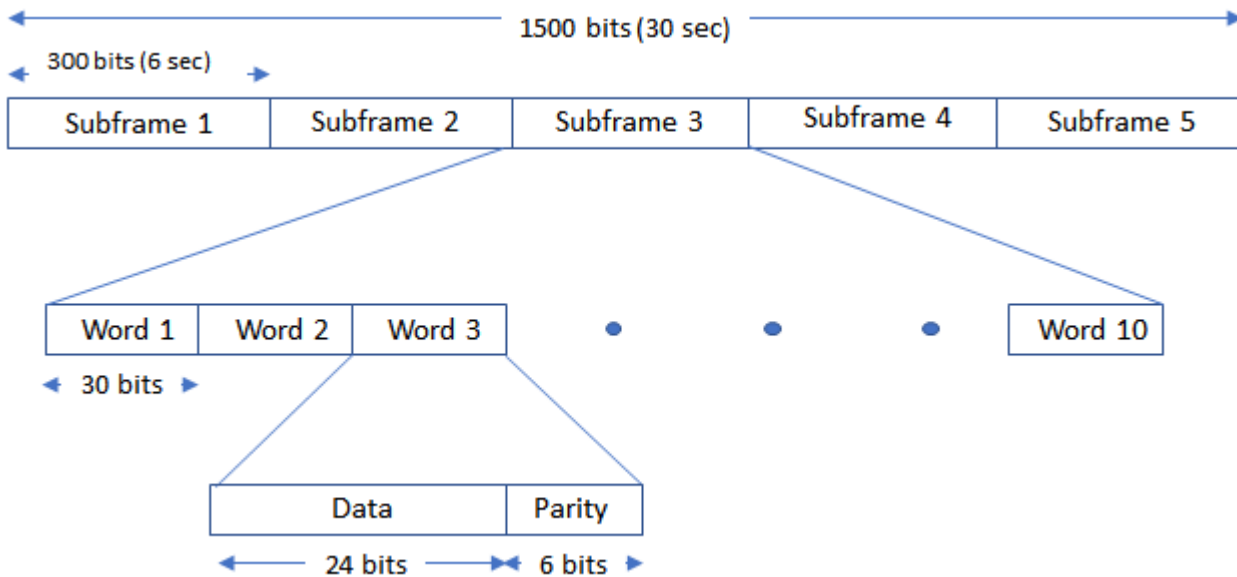 1500 bits (30 sec)
300 bits (6 sec)
Subframe 1
Subframe 2
Subframe 3
Subframe 4
Subframe 5
Word 1
Word 2
Word 3
Word 10
30 bits
Data
Parity
24 bits
6 bits